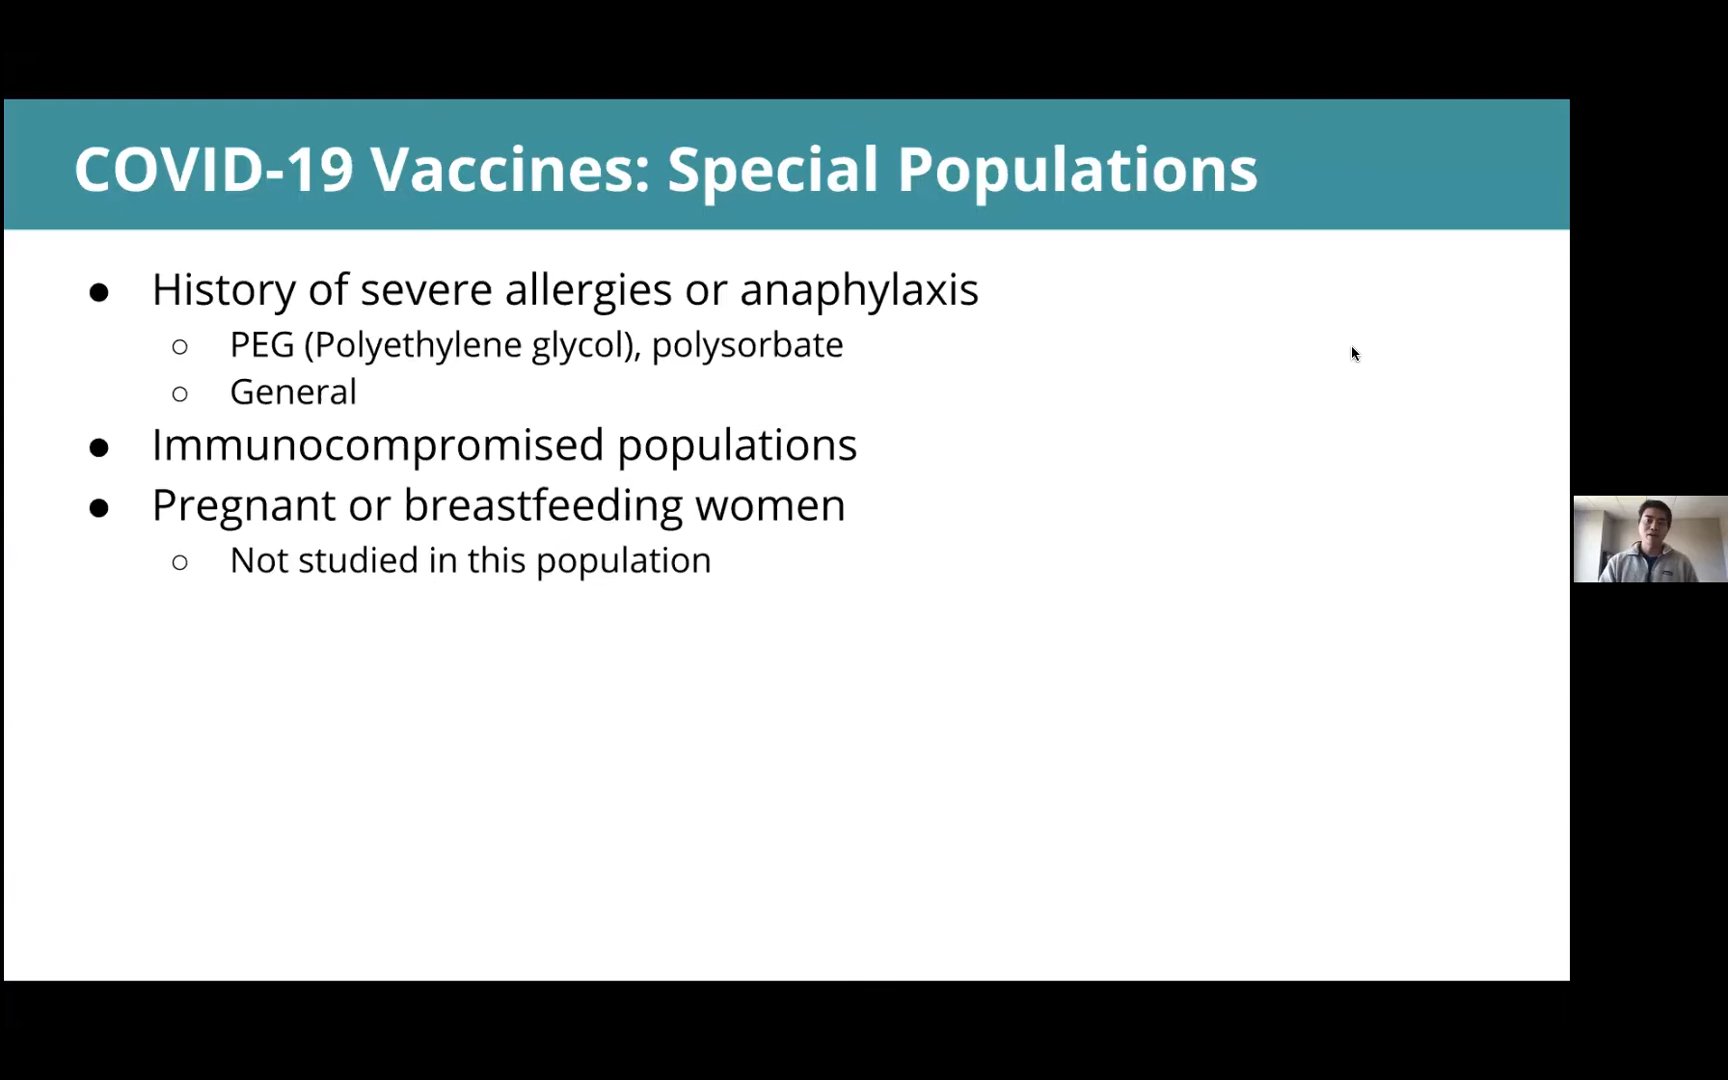 COVID-19 Vaccines: Special Populations
● History of severe allergies or anaphylaxis
○ PEG (Polyethylene glycol), polysorbate
○ General
● Immunocompromised populations
● Pregnant or breastfeeding women
○ Not studied in this population